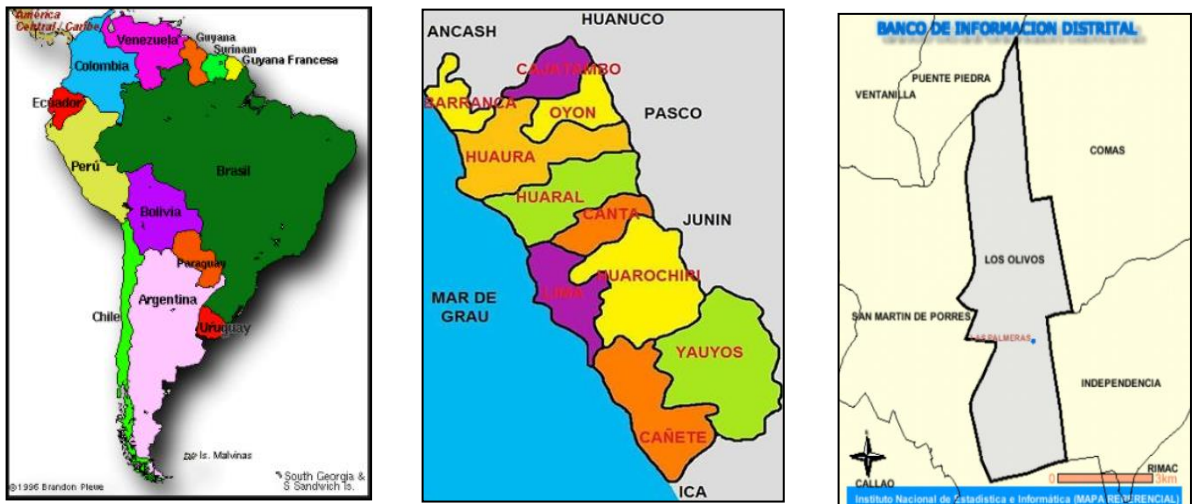 América
Central / Caribe
Venezuela
Guyana
Surinam
Guyana Francesa
Colombia
Ecuador
Perú
Brasil
Bolivia
Paraguay
Chile
Argentina
Uruguay
Is. Malvinas
South Georgia &
S Sandwich Is.
©1996 Brandon Plewe
HUANUCO
ANCASH
CAJATAMBO
BARRANCA
OYON
PASCO
HUAURA
HUARAL
CANTA
JUNIN
LIMA
HUAROCHIRI
MAR DE
GRAU
YAUYOS
CAÑETE
ICA
BANCO DE INFORMACION DISTRITAL
PUENTE PIEDRA
VENTANILLA
COMAS
LOS OLIVOS
SAN MARTIN DE PORRES
LAS PALMERAS
INDEPENDENCIA
RIMAC
0 3km
CALLAO
Instituto Nacional de Estadística e Informática (MAPA REFERENCIAL)